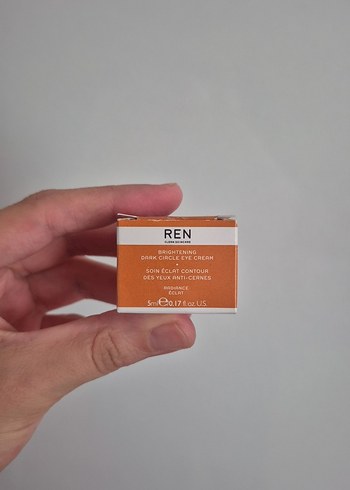 REN
CLEAN SKINCARE
BRIGHTENING
DARK CIRCLE EYE CREAM
•
SOIN ÉCLAT CONTOUR
DES YEUX ANTI-CERNES
RADIANCE
ÉCLAT
5ml ℮ 0.17 fl.oz. US